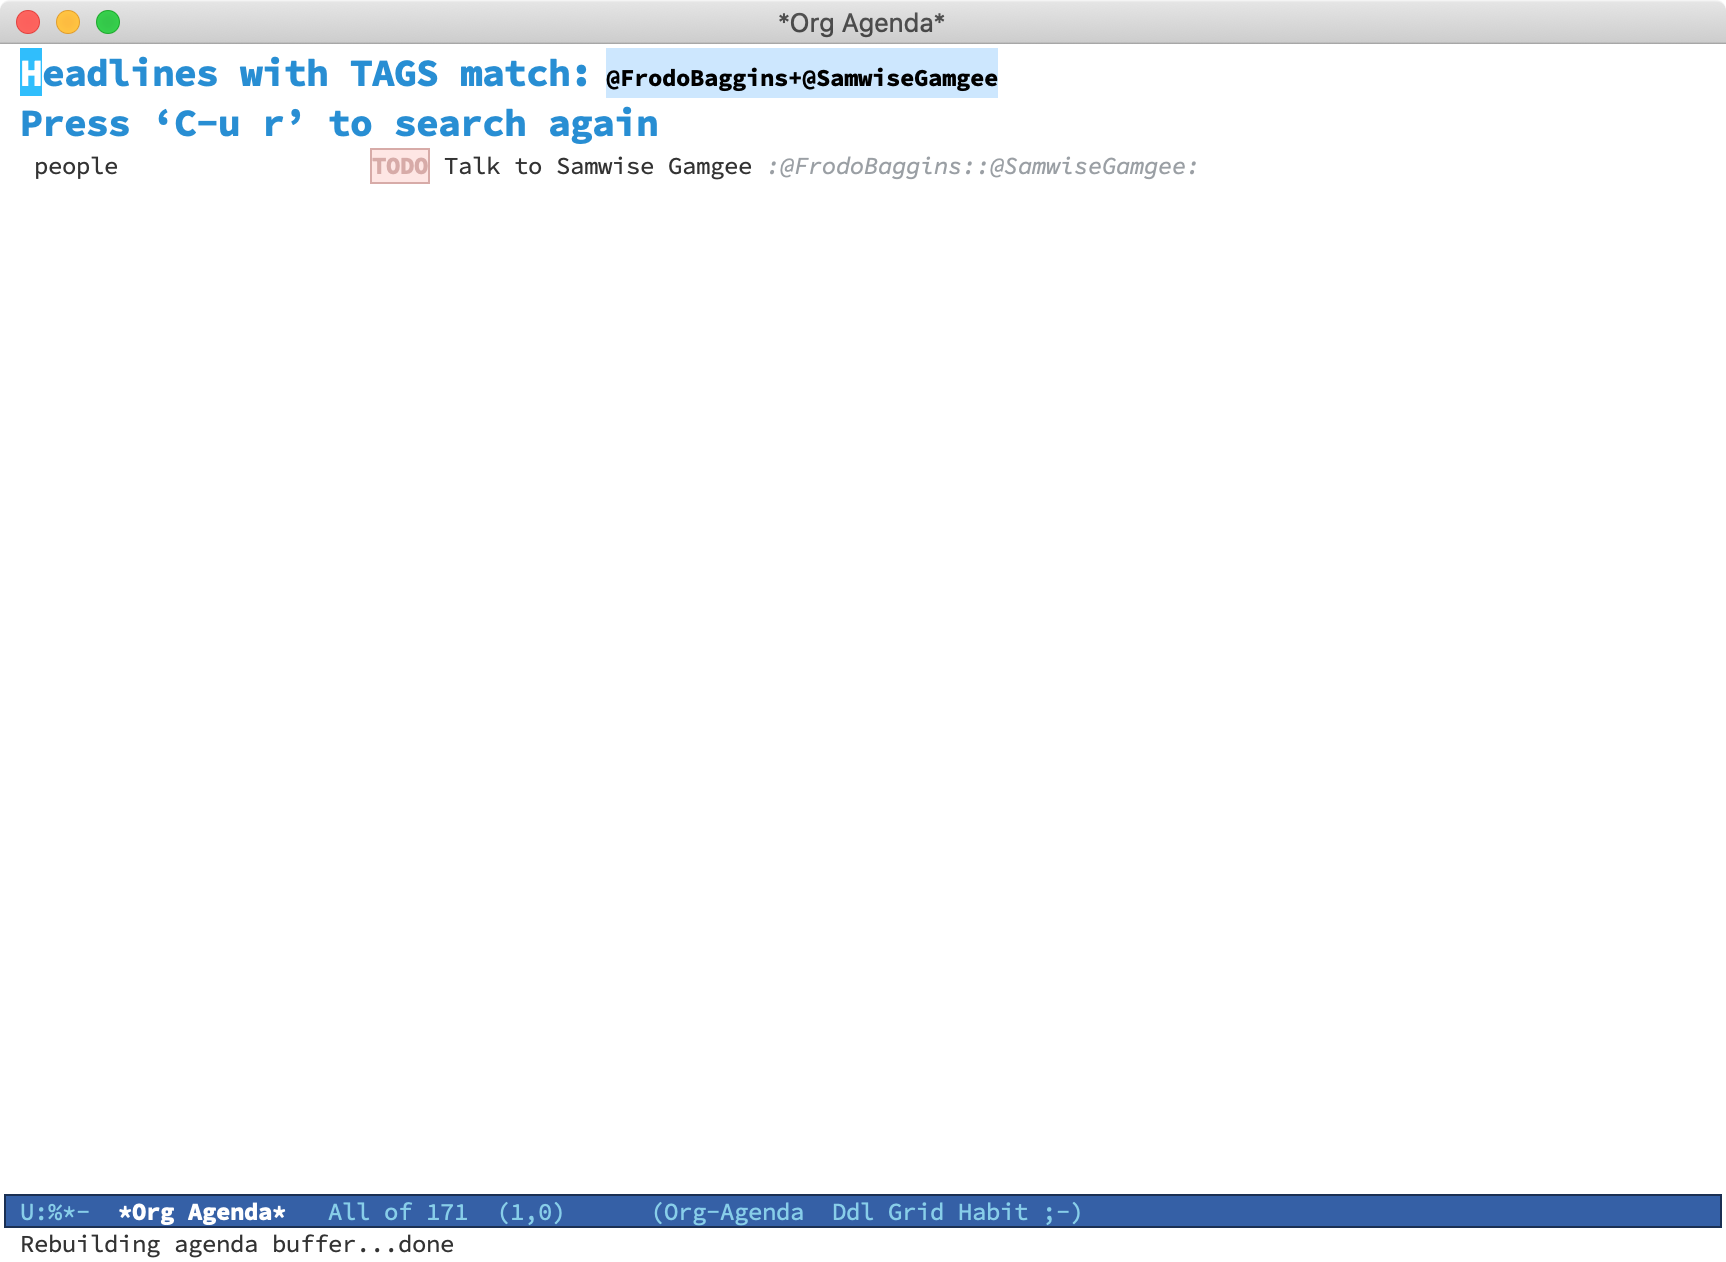 *Org Agenda*
Headlines with TAGS match: @FrodoBaggins+@SamwiseGamgee
Press ‘C-u r’ to search again
people TODO Talk to Samwise Gamgee :@FrodoBaggins::@SamwiseGamgee:
U:%*- *Org Agenda* All of 171 (1,0) (Org-Agenda Ddl Grid Habit ;-)
Rebuilding agenda buffer...done